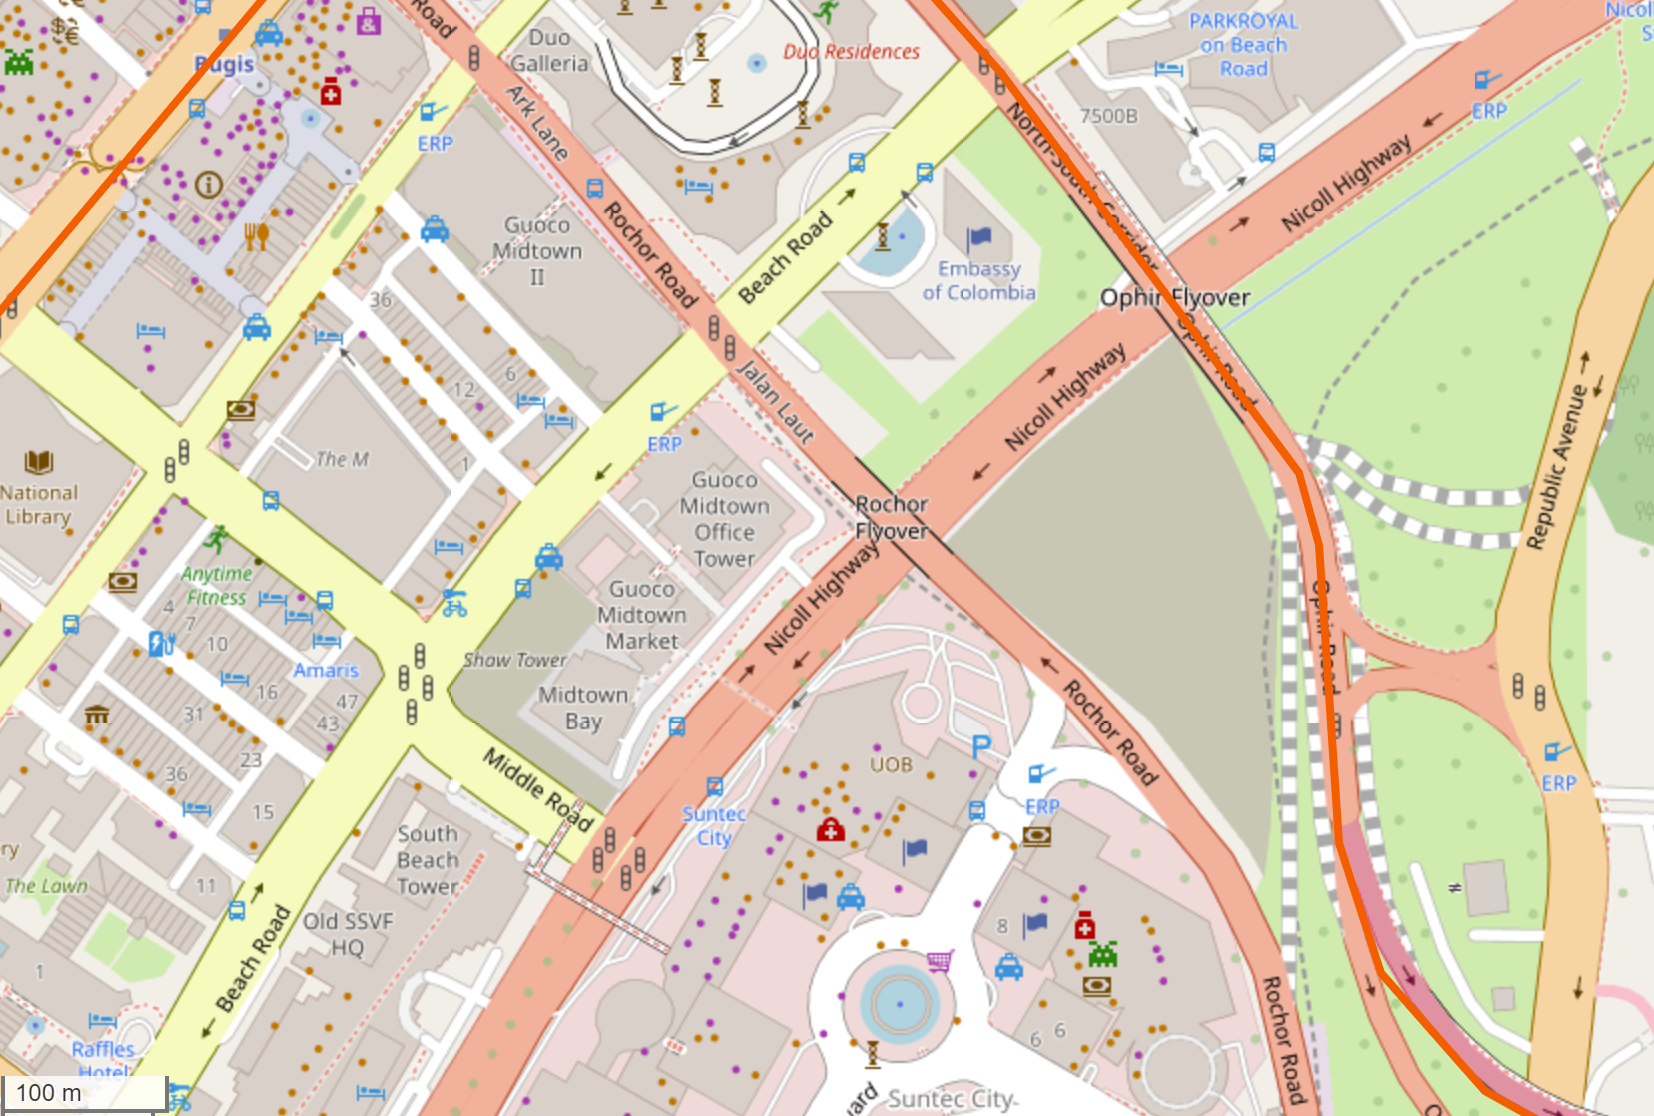 Road
Bugis
Duo
Galleria
Duo Residences
PARKROYAL
on Beach
Road
Nicoll
ERP
Ark Lane
7500B
ERP
North-South Corridor
Nicoll Highway
Guoco
Midtown
II
Rochor Road
Beach Road
Embassy
of Colombia
Ophir Flyover
36
Ophir Road
12
6
Jalan Laut
Nicoll Highway
Republic Avenue
ERP
The M
1
National
Library
Guoco
Midtown
Office
Tower
Rochor
Flyover
Anytime
Fitness
4
7
10
Guoco
Midtown
Market
Nicoll Highway
Ophir Road
Shaw Tower
Amaris
16
47
43
31
Midtown
Bay
Rochor Road
23
36
Middle Road
UOB
P
ERP
ERP
15
Suntec
City
ry
The Lawn
11
South
Beach
Tower
Old SSVF
HQ
8
1
Beach Road
Rochor Road
6
6
Raffles
Hotel
100 m
ard
Suntec City